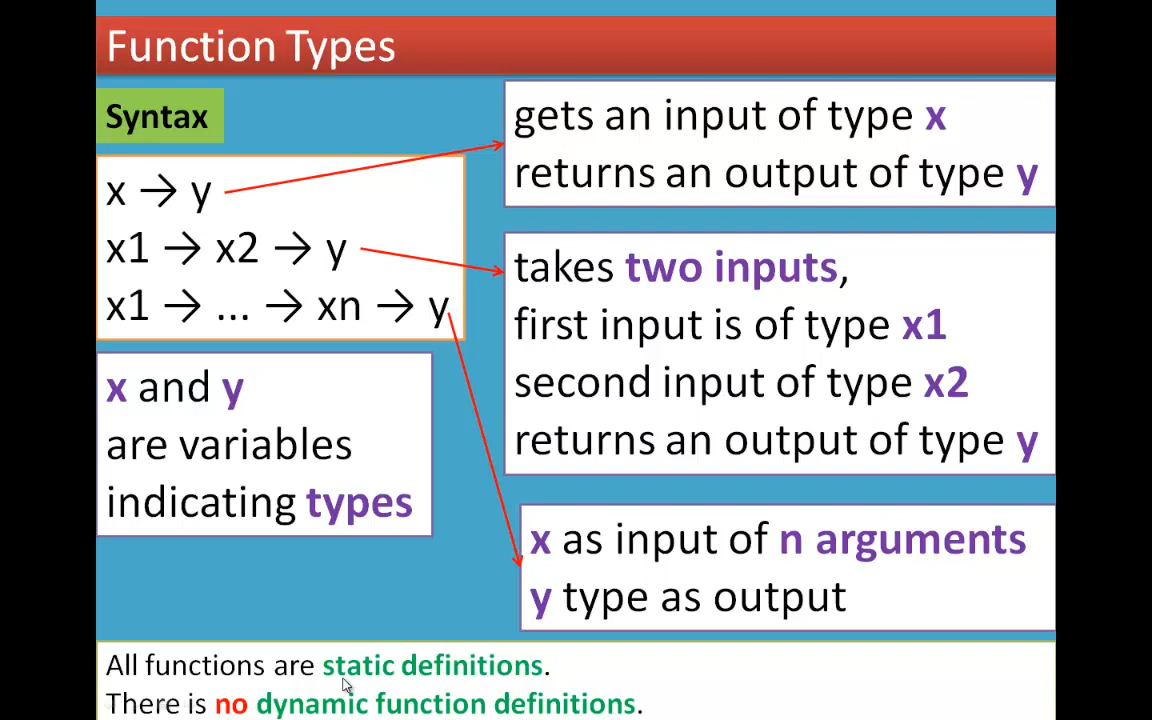 Function Types
Syntax
x → y
x1 → x2 → y
x1 → ... → xn → y
x and y
are variables
indicating types
gets an input of type x
returns an output of type y
takes two inputs,
first input is of type x1
second input of type x2
returns an output of type y
x as input of n arguments
y type as output
All functions are static definitions.
There is no dynamic function definitions.